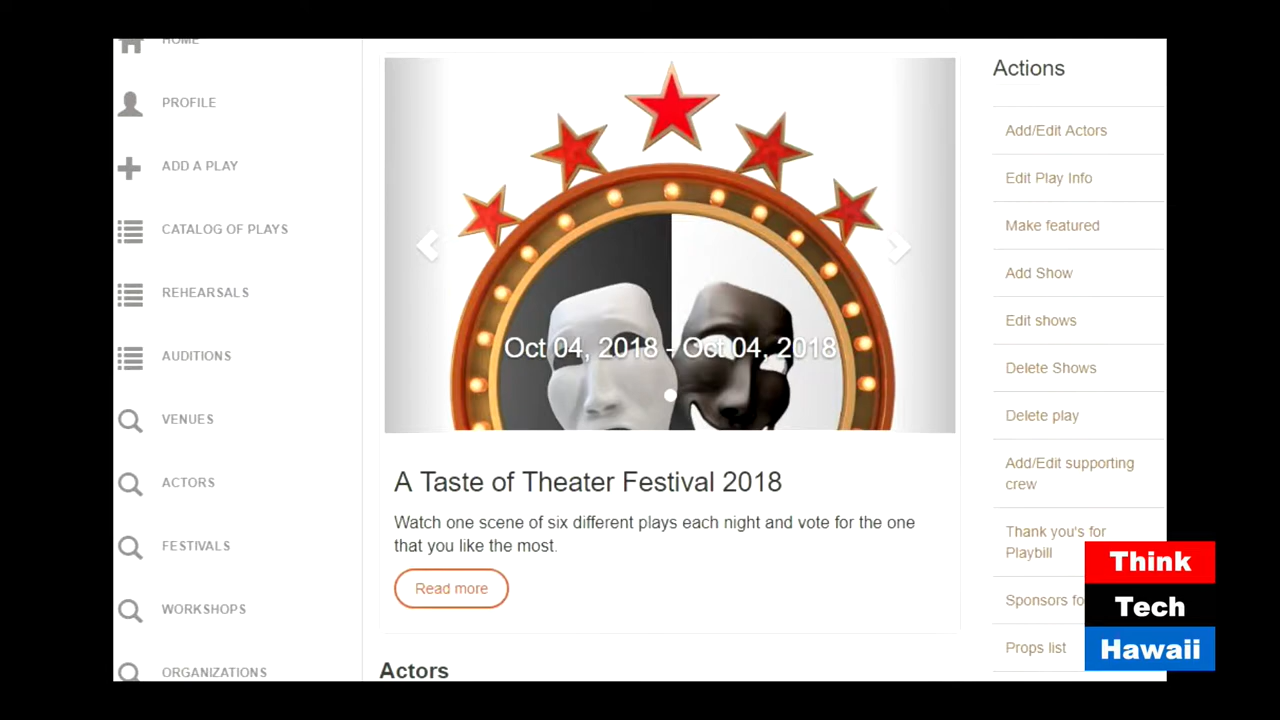 HOME
PROFILE
ADD A PLAY
CATALOG OF PLAYS
REHEARSALS
AUDITIONS
VENUES
ACTORS
FESTIVALS
WORKSHOPS
ORGANIZATIONS
Oct 04, 2018 - Oct 04, 2018
A Taste of Theater Festival 2018
Watch one scene of six different plays each night and vote for the one
that you like the most.
Read more
Actors
Actions
Add/Edit Actors
Edit Play Info
Make featured
Add Show
Edit shows
Delete Shows
Delete play
Add/Edit supporting
crew
Thank you's for
Playbill
Sponsors fo
Props list
Think
Tech
Hawaii